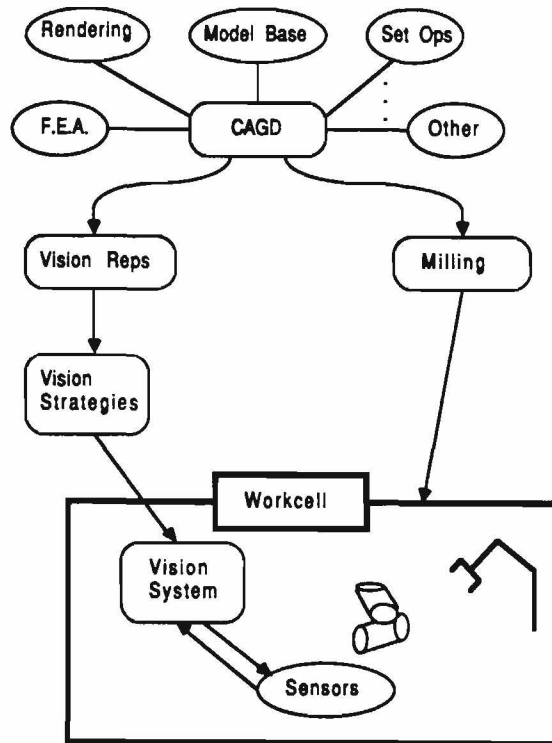 Rendering
Model Base
Set Ops
F.E.A.
CAGD
Other
Vision Reps
Milling
Vision
Strategies
Workcell
Vision
System
Sensors